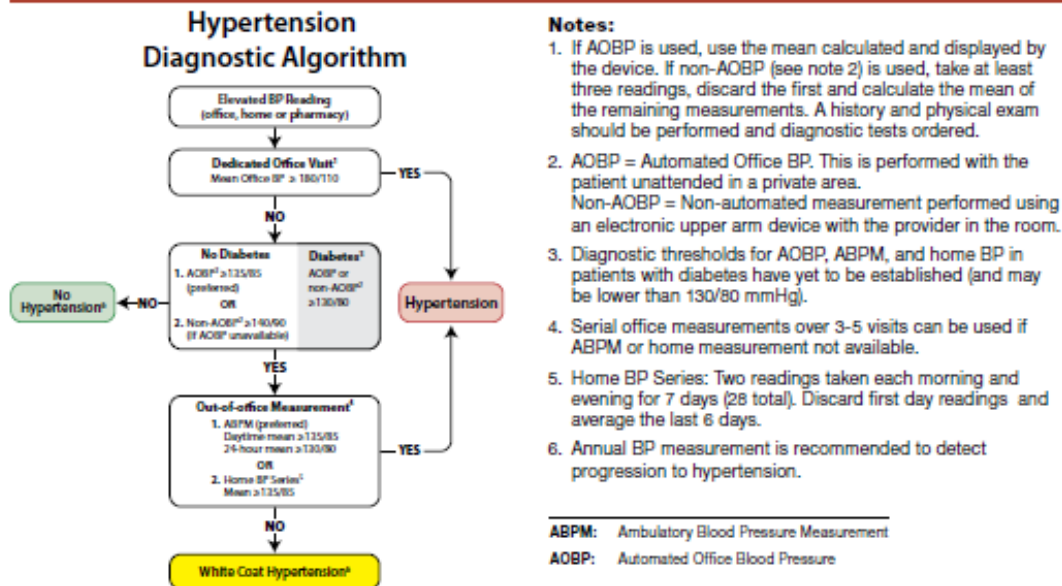 Hypertension
Diagnostic Algorithm
Elevated BP Reading
(office, home or pharmacy)
Dedicated Office Visit¹
Mean Office BP ≥ 180/110
YES
NO
No Diabetes
1. AOBP² ≥135/85
(preferred)
OR
2. Non-AOBP² ≥140/90
(if AOBP unavailable)
Diabetes³
AOBP or
non-AOBP²
≥130/80
NO
No
Hypertension⁶
Hypertension
YES
Out-of-office Measurement⁴
1. ABPM (preferred)
Daytime mean ≥135/85
24-hour mean ≥130/80
OR
2. Home BP Series⁵
Mean ≥135/85
YES
NO
White Coat Hypertension⁶
Notes:
1. If AOBP is used, use the mean calculated and displayed by
the device. If non-AOBP (see note 2) is used, take at least
three readings, discard the first and calculate the mean of
the remaining measurements. A history and physical exam
should be performed and diagnostic tests ordered.
2. AOBP = Automated Office BP. This is performed with the
patient unattended in a private area.
Non-AOBP = Non-automated measurement performed using
an electronic upper arm device with the provider in the room.
3. Diagnostic thresholds for AOBP, ABPM, and home BP in
patients with diabetes have yet to be established (and may
be lower than 130/80 mmHg).
4. Serial office measurements over 3-5 visits can be used if
ABPM or home measurement not available.
5. Home BP Series: Two readings taken each morning and
evening for 7 days (28 total). Discard first day readings and
average the last 6 days.
6. Annual BP measurement is recommended to detect
progression to hypertension.
ABPM: Ambulatory Blood Pressure Measurement
AOBP: Automated Office Blood Pressure